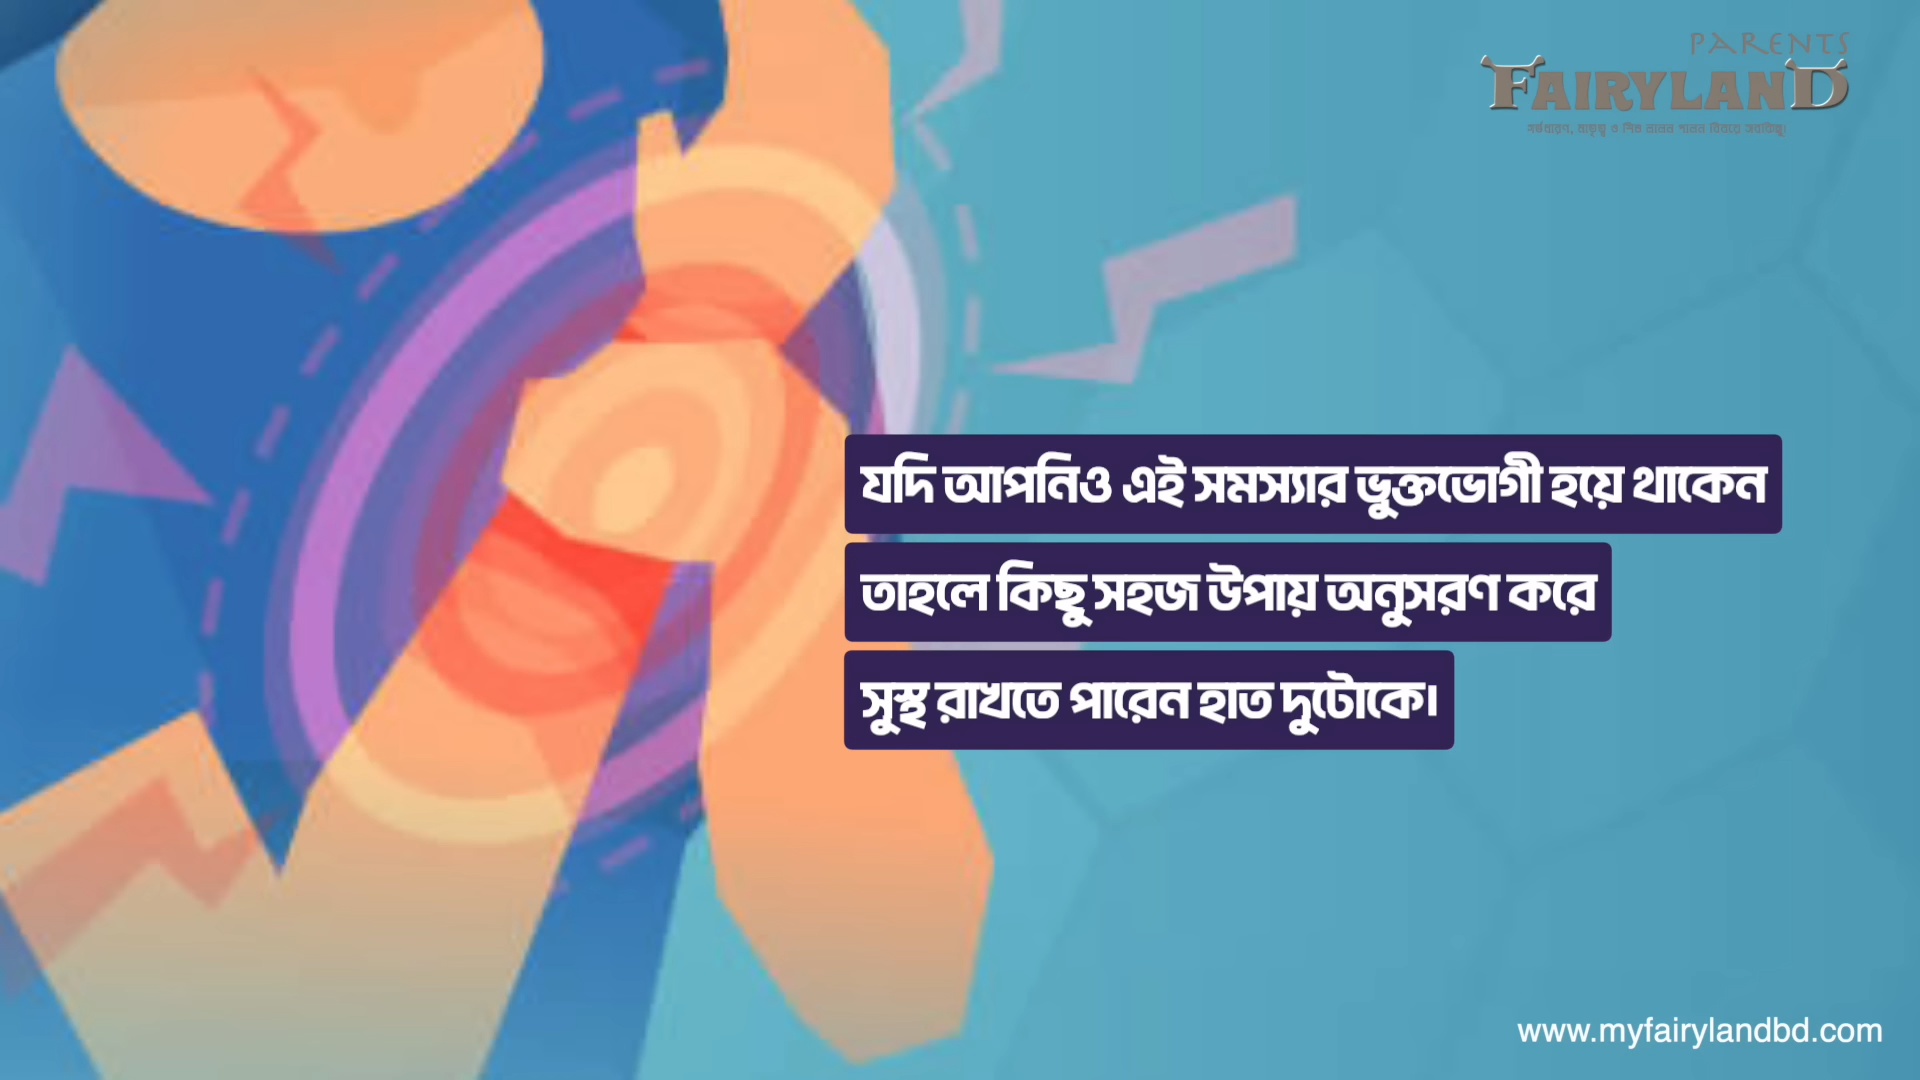 PARENTS
FAIRYLAND
যদি আপনিও এই সমস্যার ভুক্তভোগী হয়ে থাকেন
তাহলে কিছু সহজ উপায় অনুসরণ করে
সুস্থ রাখতে পারেন হাত দুটোকে।
www.myfairylandbd.com